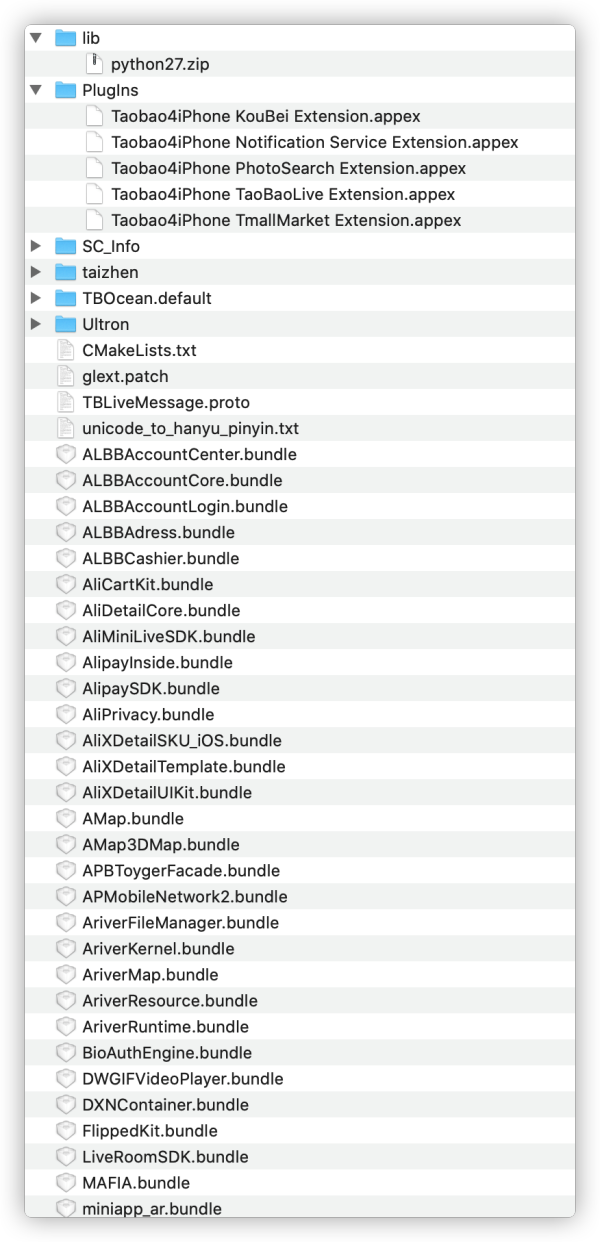 lib
python27.zip
PlugIns
Taobao4iPhone KouBei Extension.appex
Taobao4iPhone Notification Service Extension.appex
Taobao4iPhone PhotoSearch Extension.appex
Taobao4iPhone TaoBaoLive Extension.appex
Taobao4iPhone TmallMarket Extension.appex
SC_Info
taizhen
TBOcean.default
Ultron
CMakeLists.txt
glext.patch
TBLiveMessage.proto
unicode_to_hanyu_pinyin.txt
ALBBAccountCenter.bundle
ALBBAccountCore.bundle
ALBBAccountLogin.bundle
ALBBAdress.bundle
ALBBCashier.bundle
AliCartKit.bundle
AliDetailCore.bundle
AliMiniLiveSDK.bundle
AlipayInside.bundle
AlipaySDK.bundle
AliPrivacy.bundle
AliXDetailSKU_iOS.bundle
AliXDetailTemplate.bundle
AliXDetailUIKit.bundle
AMap.bundle
AMap3DMap.bundle
APBToygerFacade.bundle
APMobileNetwork2.bundle
AriverFileManager.bundle
AriverKernel.bundle
AriverMap.bundle
AriverResource.bundle
AriverRuntime.bundle
BioAuthEngine.bundle
DWGIFVideoPlayer.bundle
DXNContainer.bundle
FlippedKit.bundle
LiveRoomSDK.bundle
MAFIA.bundle
miniapp_ar.bundle